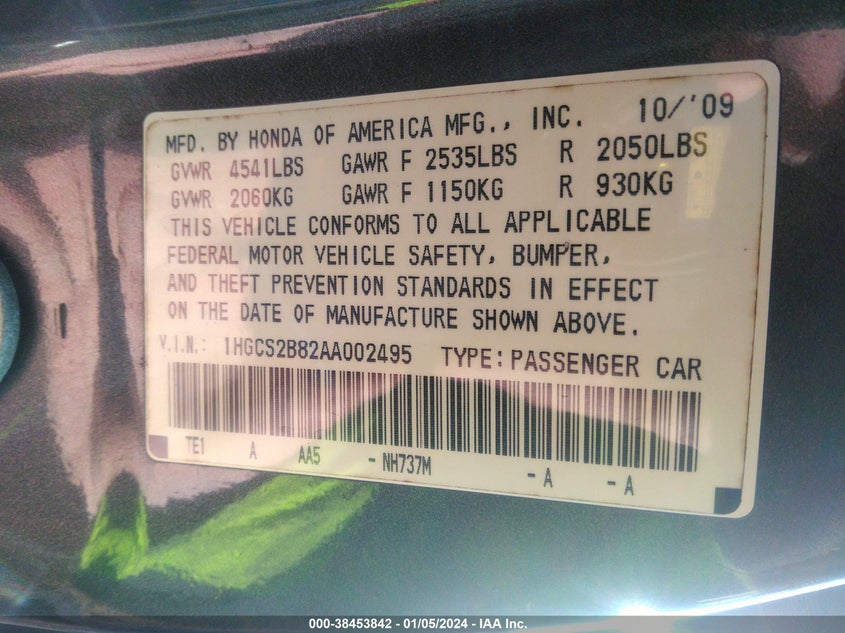 MFD. BY HONDA OF AMERICA MFG., INC. 10/'09
GVWR 4541LBS GAWR F 2535LBS R 2050LBS
GVWR 2060KG GAWR F 1150KG R 930KG
THIS VEHICLE CONFORMS TO ALL APPLICABLE
FEDERAL MOTOR VEHICLE SAFETY, BUMPER,
AND THEFT PREVENTION STANDARDS IN EFFECT
ON THE DATE OF MANUFACTURE SHOWN ABOVE.
V.I.N.: 1HGCS2B82AA002495 TYPE: PASSENGER CAR
TE1 A AA5 - NH737M - A - A
000-38453842 - 01/05/2024 - IAA Inc.